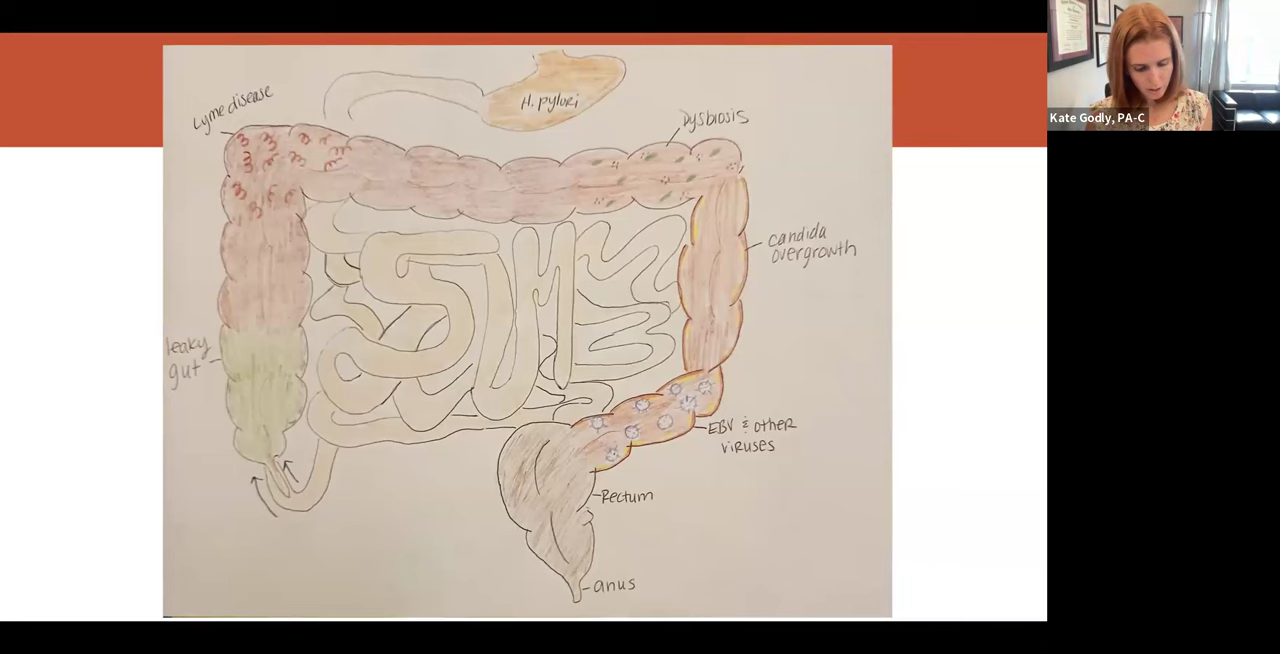 Kate Godly, PA-C
H. pylori
Lyme disease
Dysbiosis
candida
overgrowth
leaky
gut
EBV & other
viruses
Rectum
anus